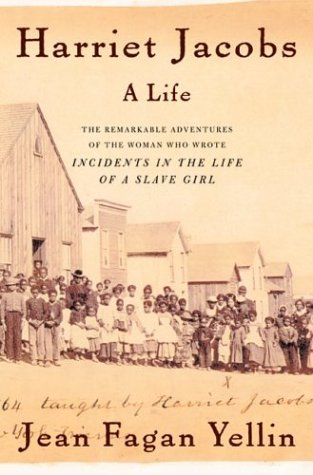 Harriet Jacobs
A Life
THE REMARKABLE ADVENTURES
OF THE WOMAN WHO WROTE
INCIDENTS IN THE LIFE
OF A SLAVE GIRL
X
64 taught by Harriet Jacobs
Jean Fagan Yellin